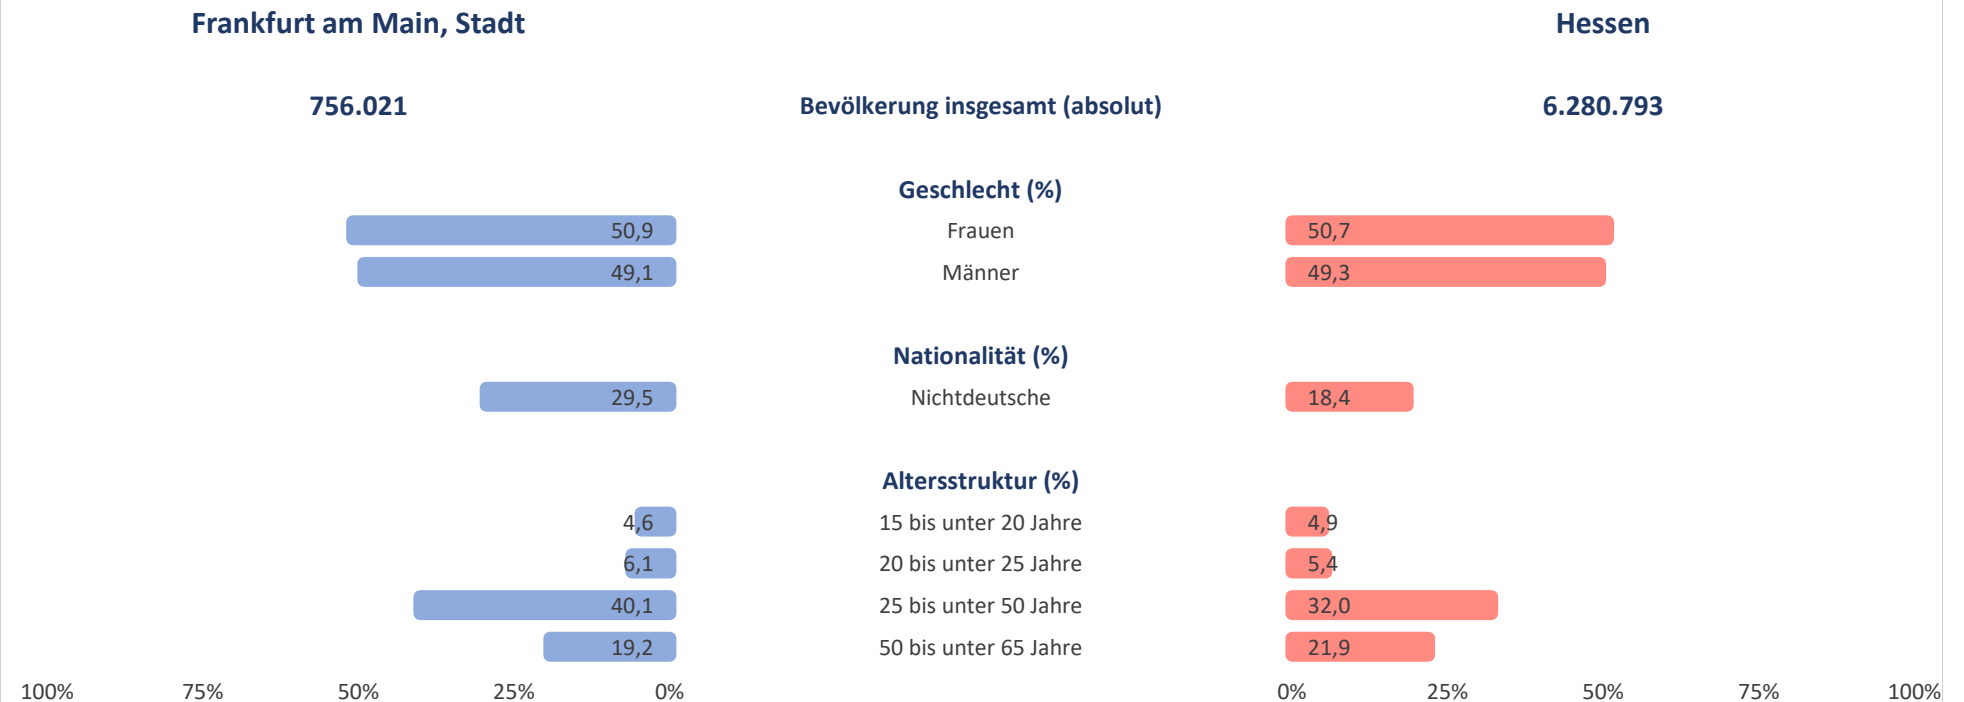 Frankfurt am Main, Stadt Hessen
756.021 Bevölkerung insgesamt (absolut) 6.280.793
Geschlecht (%)
50,9 Frauen 50,7
49,1 Männer 49,3
Nationalität (%)
29,5 Nichtdeutsche 18,4
Altersstruktur (%)
4,6 15 bis unter 20 Jahre 4,9
6,1 20 bis unter 25 Jahre 5,4
40,1 25 bis unter 50 Jahre 32,0
19,2 50 bis unter 65 Jahre 21,9
100% 75% 50% 25% 0% 0% 25% 50% 75% 100%